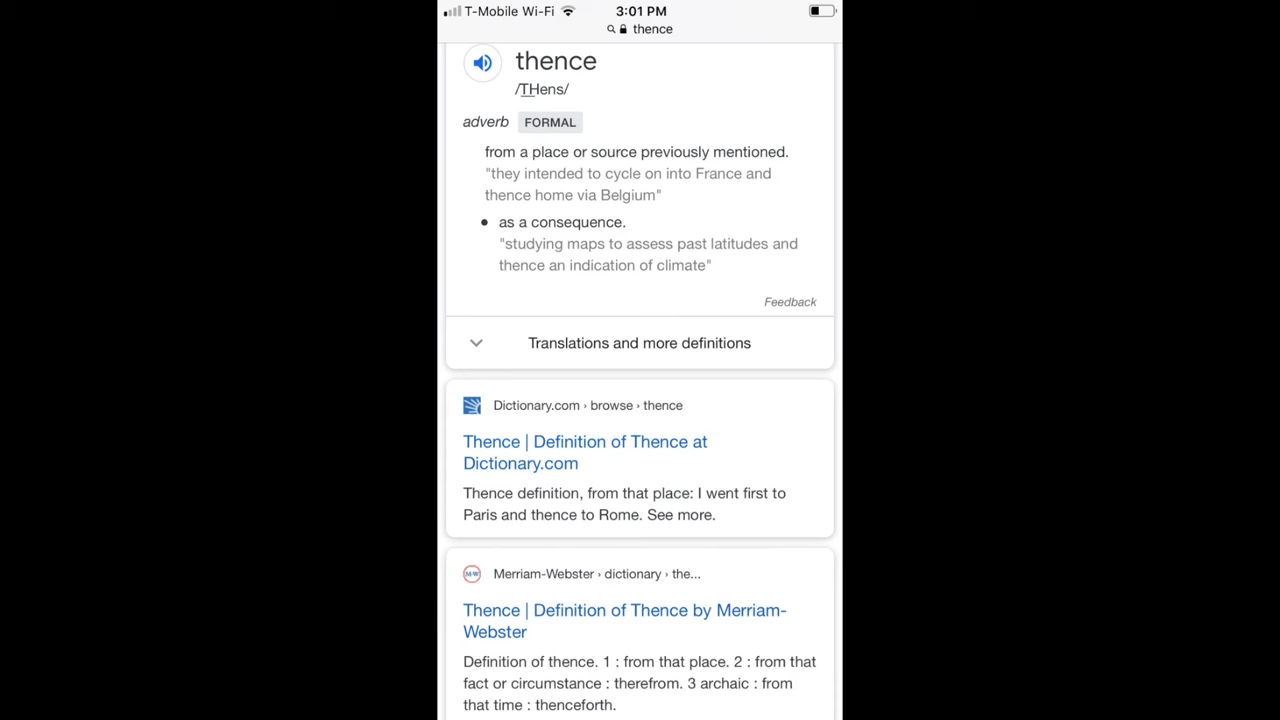 T-Mobile Wi-Fi 3:01 PM
thence
thence
/THens/
adverb FORMAL
from a place or source previously mentioned.
"they intended to cycle on into France and
thence home via Belgium"
• as a consequence.
"studying maps to assess past latitudes and
thence an indication of climate"
Feedback
Translations and more definitions
Dictionary.com › browse › thence
Thence | Definition of Thence at
Dictionary.com
Thence definition, from that place: I went first to
Paris and thence to Rome. See more.
M-W Merriam-Webster › dictionary › the...
Thence | Definition of Thence by Merriam-
Webster
Definition of thence. 1 : from that place. 2 : from that
fact or circumstance : therefrom. 3 archaic : from
that time : thenceforth.